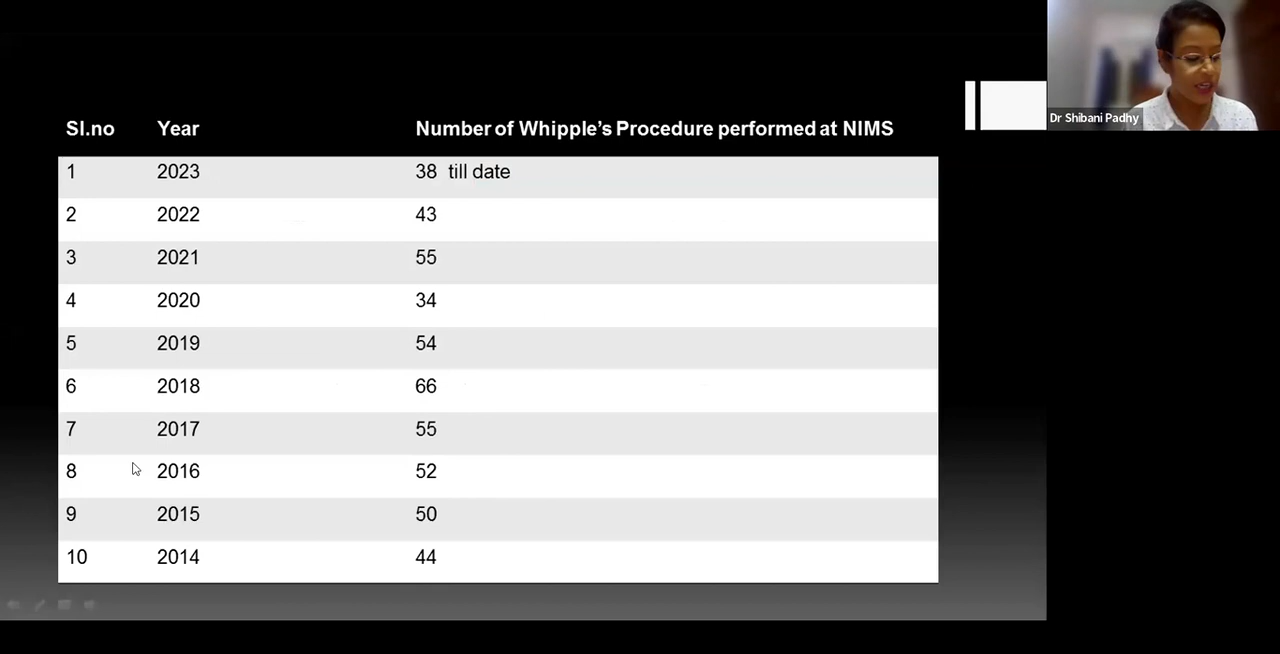 Sl.no Year Number of Whipple's Procedure performed at NIMS
1 2023 38 till date
2 2022 43
3 2021 55
4 2020 34
5 2019 54
6 2018 66
7 2017 55
8 2016 52
9 2015 50
10 2014 44
Dr Shibani Padhy